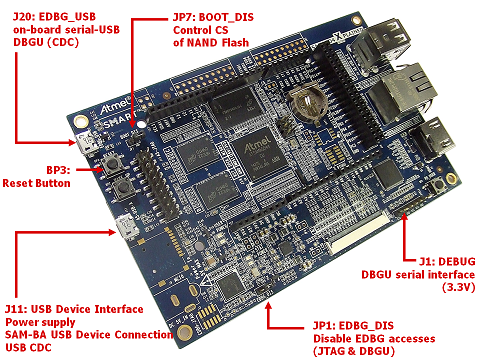 J20: EDBG_USB
on-board serial-USB
DBGU (CDC)
JP7: BOOT_DIS
Control CS
of NAND Flash
Atmel
SMART
BP3:
Reset Button
Atmel
J11: USB Device Interface
Power supply
SAM-BA USB Device Connection
USB CDC
J1: DEBUG
DBGU serial interface
(3.3V)
JP1: EDBG_DIS
Disable EDBG accesses
(JTAG & DBGU)